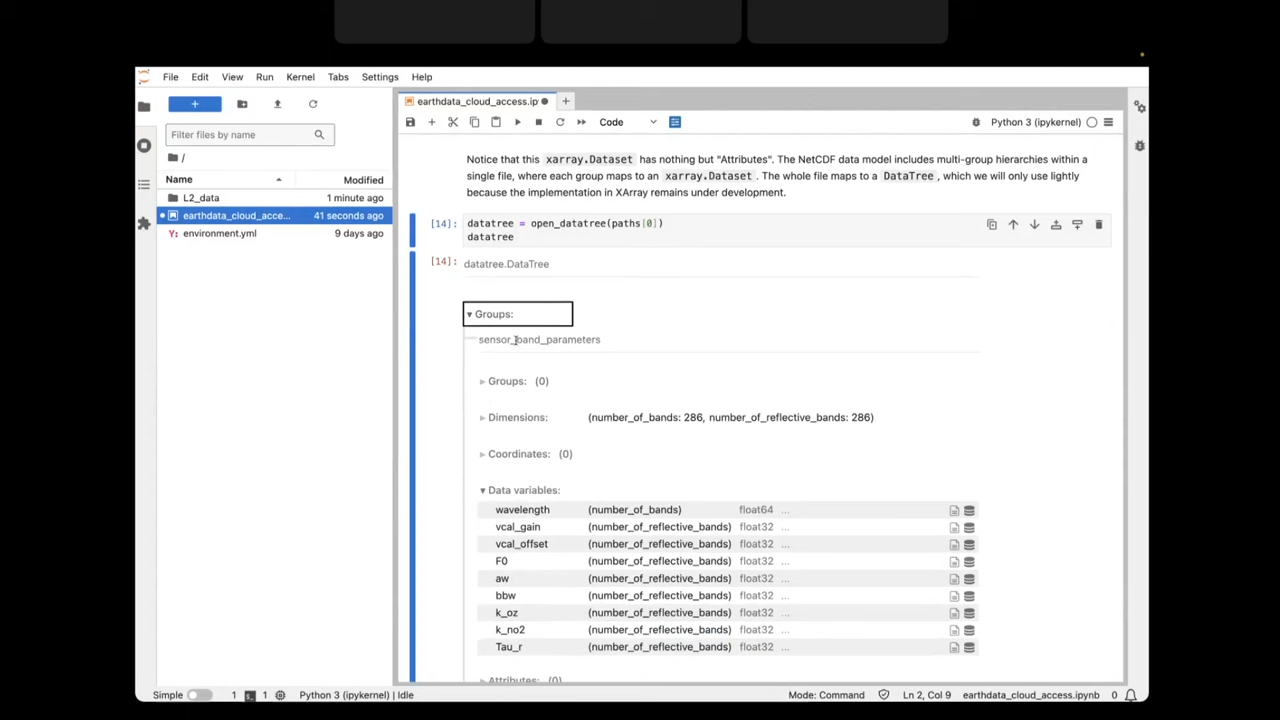 File Edit View Run Kernel Tabs Settings Help
+
Filter files by name
/
Name Modified
L2_data 1 minute ago
earthdata_cloud_acce... 41 seconds ago
Y: environment.yml 9 days ago
earthdata_cloud_access.ip +
Code Python 3 (ipykernel)
Notice that this xarray.Dataset has nothing but "Attributes". The NetCDF data model includes multi-group hierarchies within a
single file, where each group maps to an xarray.Dataset. The whole file maps to a DataTree, which we will only use lightly
because the implementation in XArray remains under development.
[14]: datatree = open_datatree(paths[0])
datatree
[14]: datatree.DataTree
Groups:
sensor_band_parameters
Groups: (0)
Dimensions: (number_of_bands: 286, number_of_reflective_bands: 286)
Coordinates: (0)
Data variables:
wavelength (number_of_bands) float64 ...
vcal_gain (number_of_reflective_bands) float32 ...
vcal_offset (number_of_reflective_bands) float32 ...
F0 (number_of_reflective_bands) float32 ...
aw (number_of_reflective_bands) float32 ...
bbw (number_of_reflective_bands) float32 ...
k_oz (number_of_reflective_bands) float32 ...
k_no2 (number_of_reflective_bands) float32 ...
Tau_r (number_of_reflective_bands) float32 ...
Attributes: (0)
Simple 1 1 Python 3 (ipykernel) | Idle Mode: Command Ln 2, Col 9 earthdata_cloud_access.ipynb 0